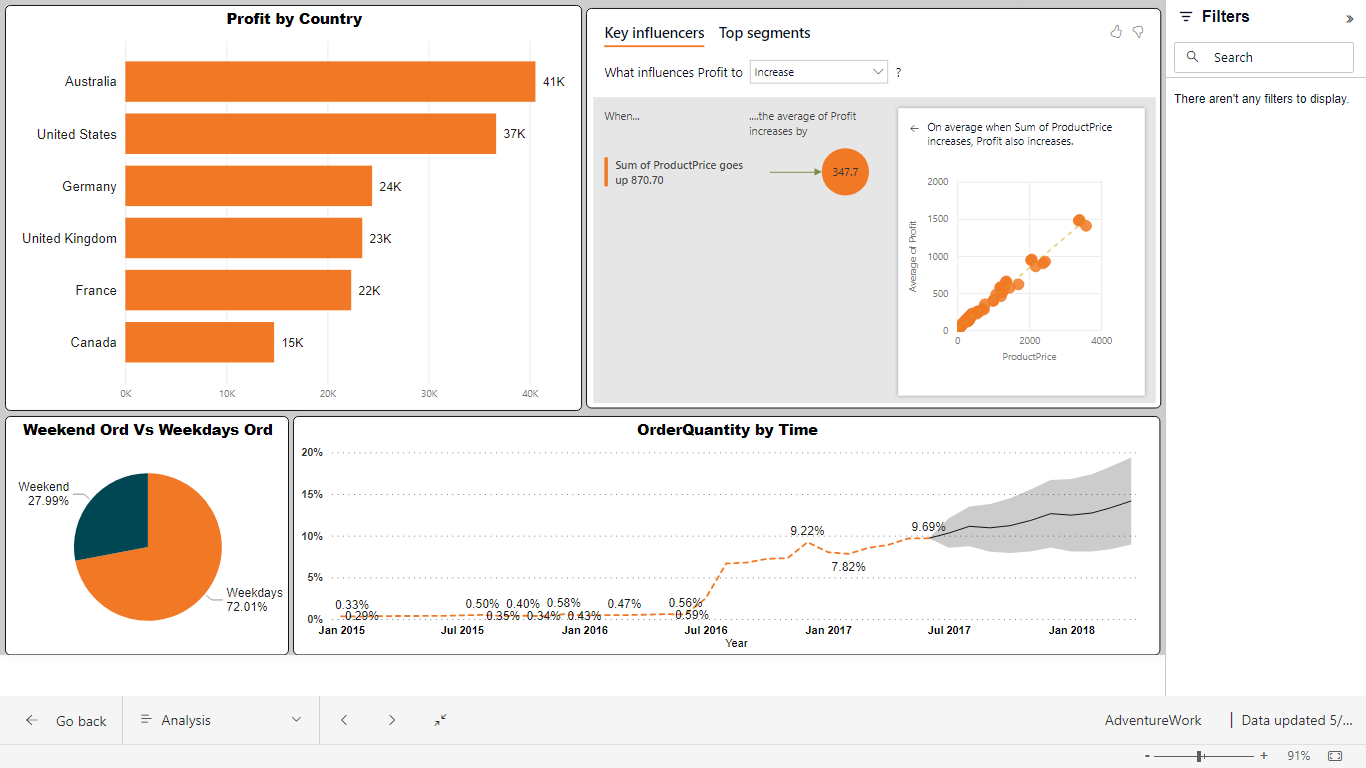 Profit by Country
Australia
41K
United States
37K
Germany
24K
United Kingdom
23K
France
22K
Canada
15K
0K
10K
20K
30K
40K
Key influencers
Top segments
What influences Profit to
Increase
?
When...
....the average of Profit
increases by
Sum of ProductPrice goes
up 870.70
347.7
On average when Sum of ProductPrice
increases, Profit also increases.
2000
1500
1000
500
0
Average of Profit
0
2000
4000
ProductPrice
Filters
Search
There aren't any filters to display.
Weekend Ord Vs Weekdays Ord
Weekend
27.99%
Weekdays
72.01%
OrderQuantity by Time
20%
15%
10%
5%
0%
0.33%
0.29%
0.50%
0.35%
0.40%
0.34%
0.58%
0.43%
0.47%
0.56%
0.59%
9.22%
7.82%
9.69%
Jan 2015
Jul 2015
Jan 2016
Jul 2016
Jan 2017
Jul 2017
Jan 2018
Year
Go back
Analysis
AdventureWork
| Data updated 5/...
-
+
91%